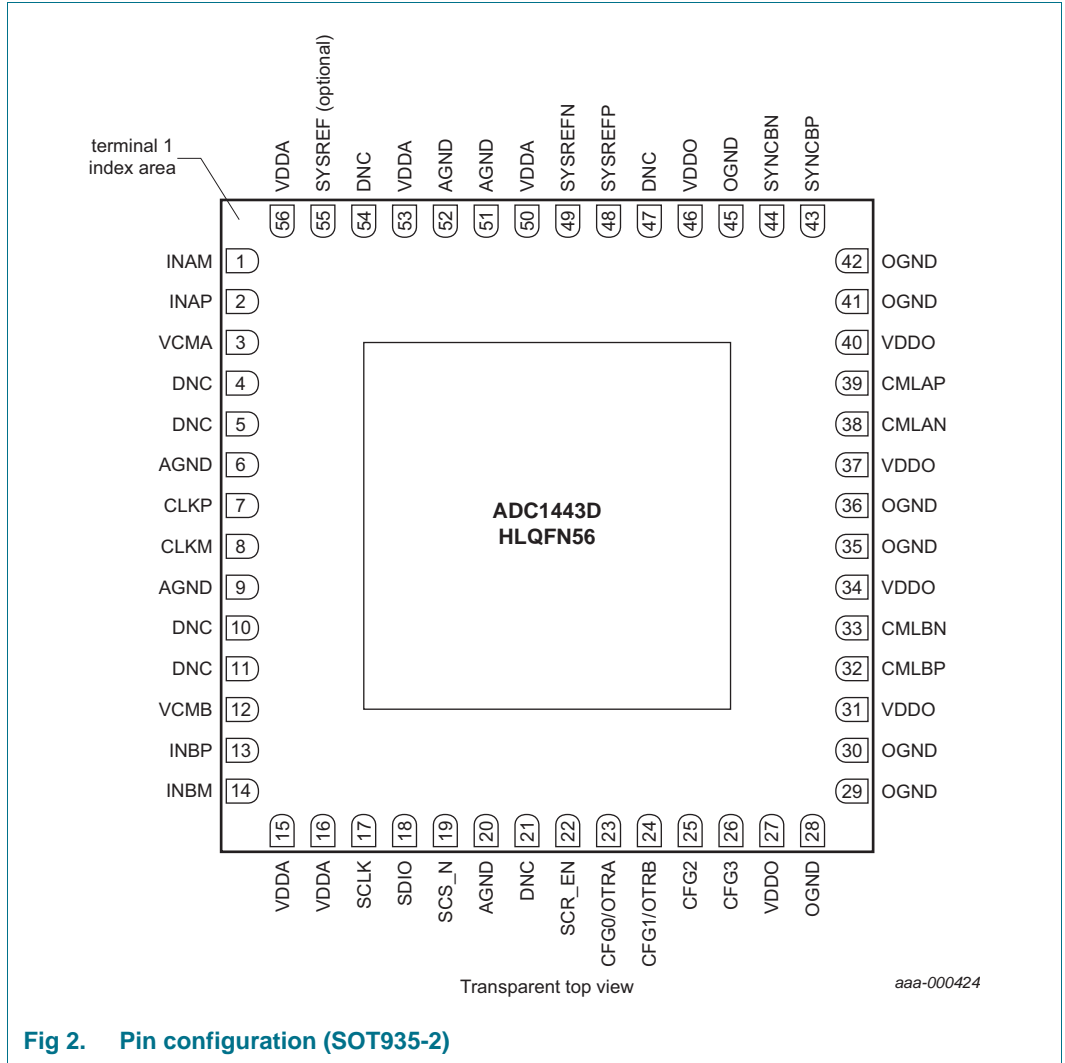 terminal 1
index area
VDDA
SYSREF (optional)
DNC
VDDA
AGND
AGND
VDDA
SYSREFN
SYSREFP
DNC
VDDO
OGND
SYNCBN
SYNCBP
56
55
54
53
52
51
50
49
48
47
46
45
44
43
INAM 1
INAP 2
VCMA 3
DNC 4
DNC 5
AGND 6
CLKP 7
CLKM 8
AGND 9
DNC 10
DNC 11
VCMB 12
INBP 13
INBM 14
ADC1443D
HLQFN56
42 OGND
41 OGND
40 VDDO
39 CMLAP
38 CMLAN
37 VDDO
36 OGND
35 OGND
34 VDDO
33 CMLBN
32 CMLBP
31 VDDO
30 OGND
29 OGND
15
16
17
18
19
20
21
22
23
24
25
26
27
28
VDDA
VDDA
SCLK
SDIO
SCS_N
AGND
DNC
SCR_EN
CFG0/OTRA
CFG1/OTRB
CFG2
CFG3
VDDO
OGND
Transparent top view
aaa-000424
Fig 2. Pin configuration (SOT935-2)